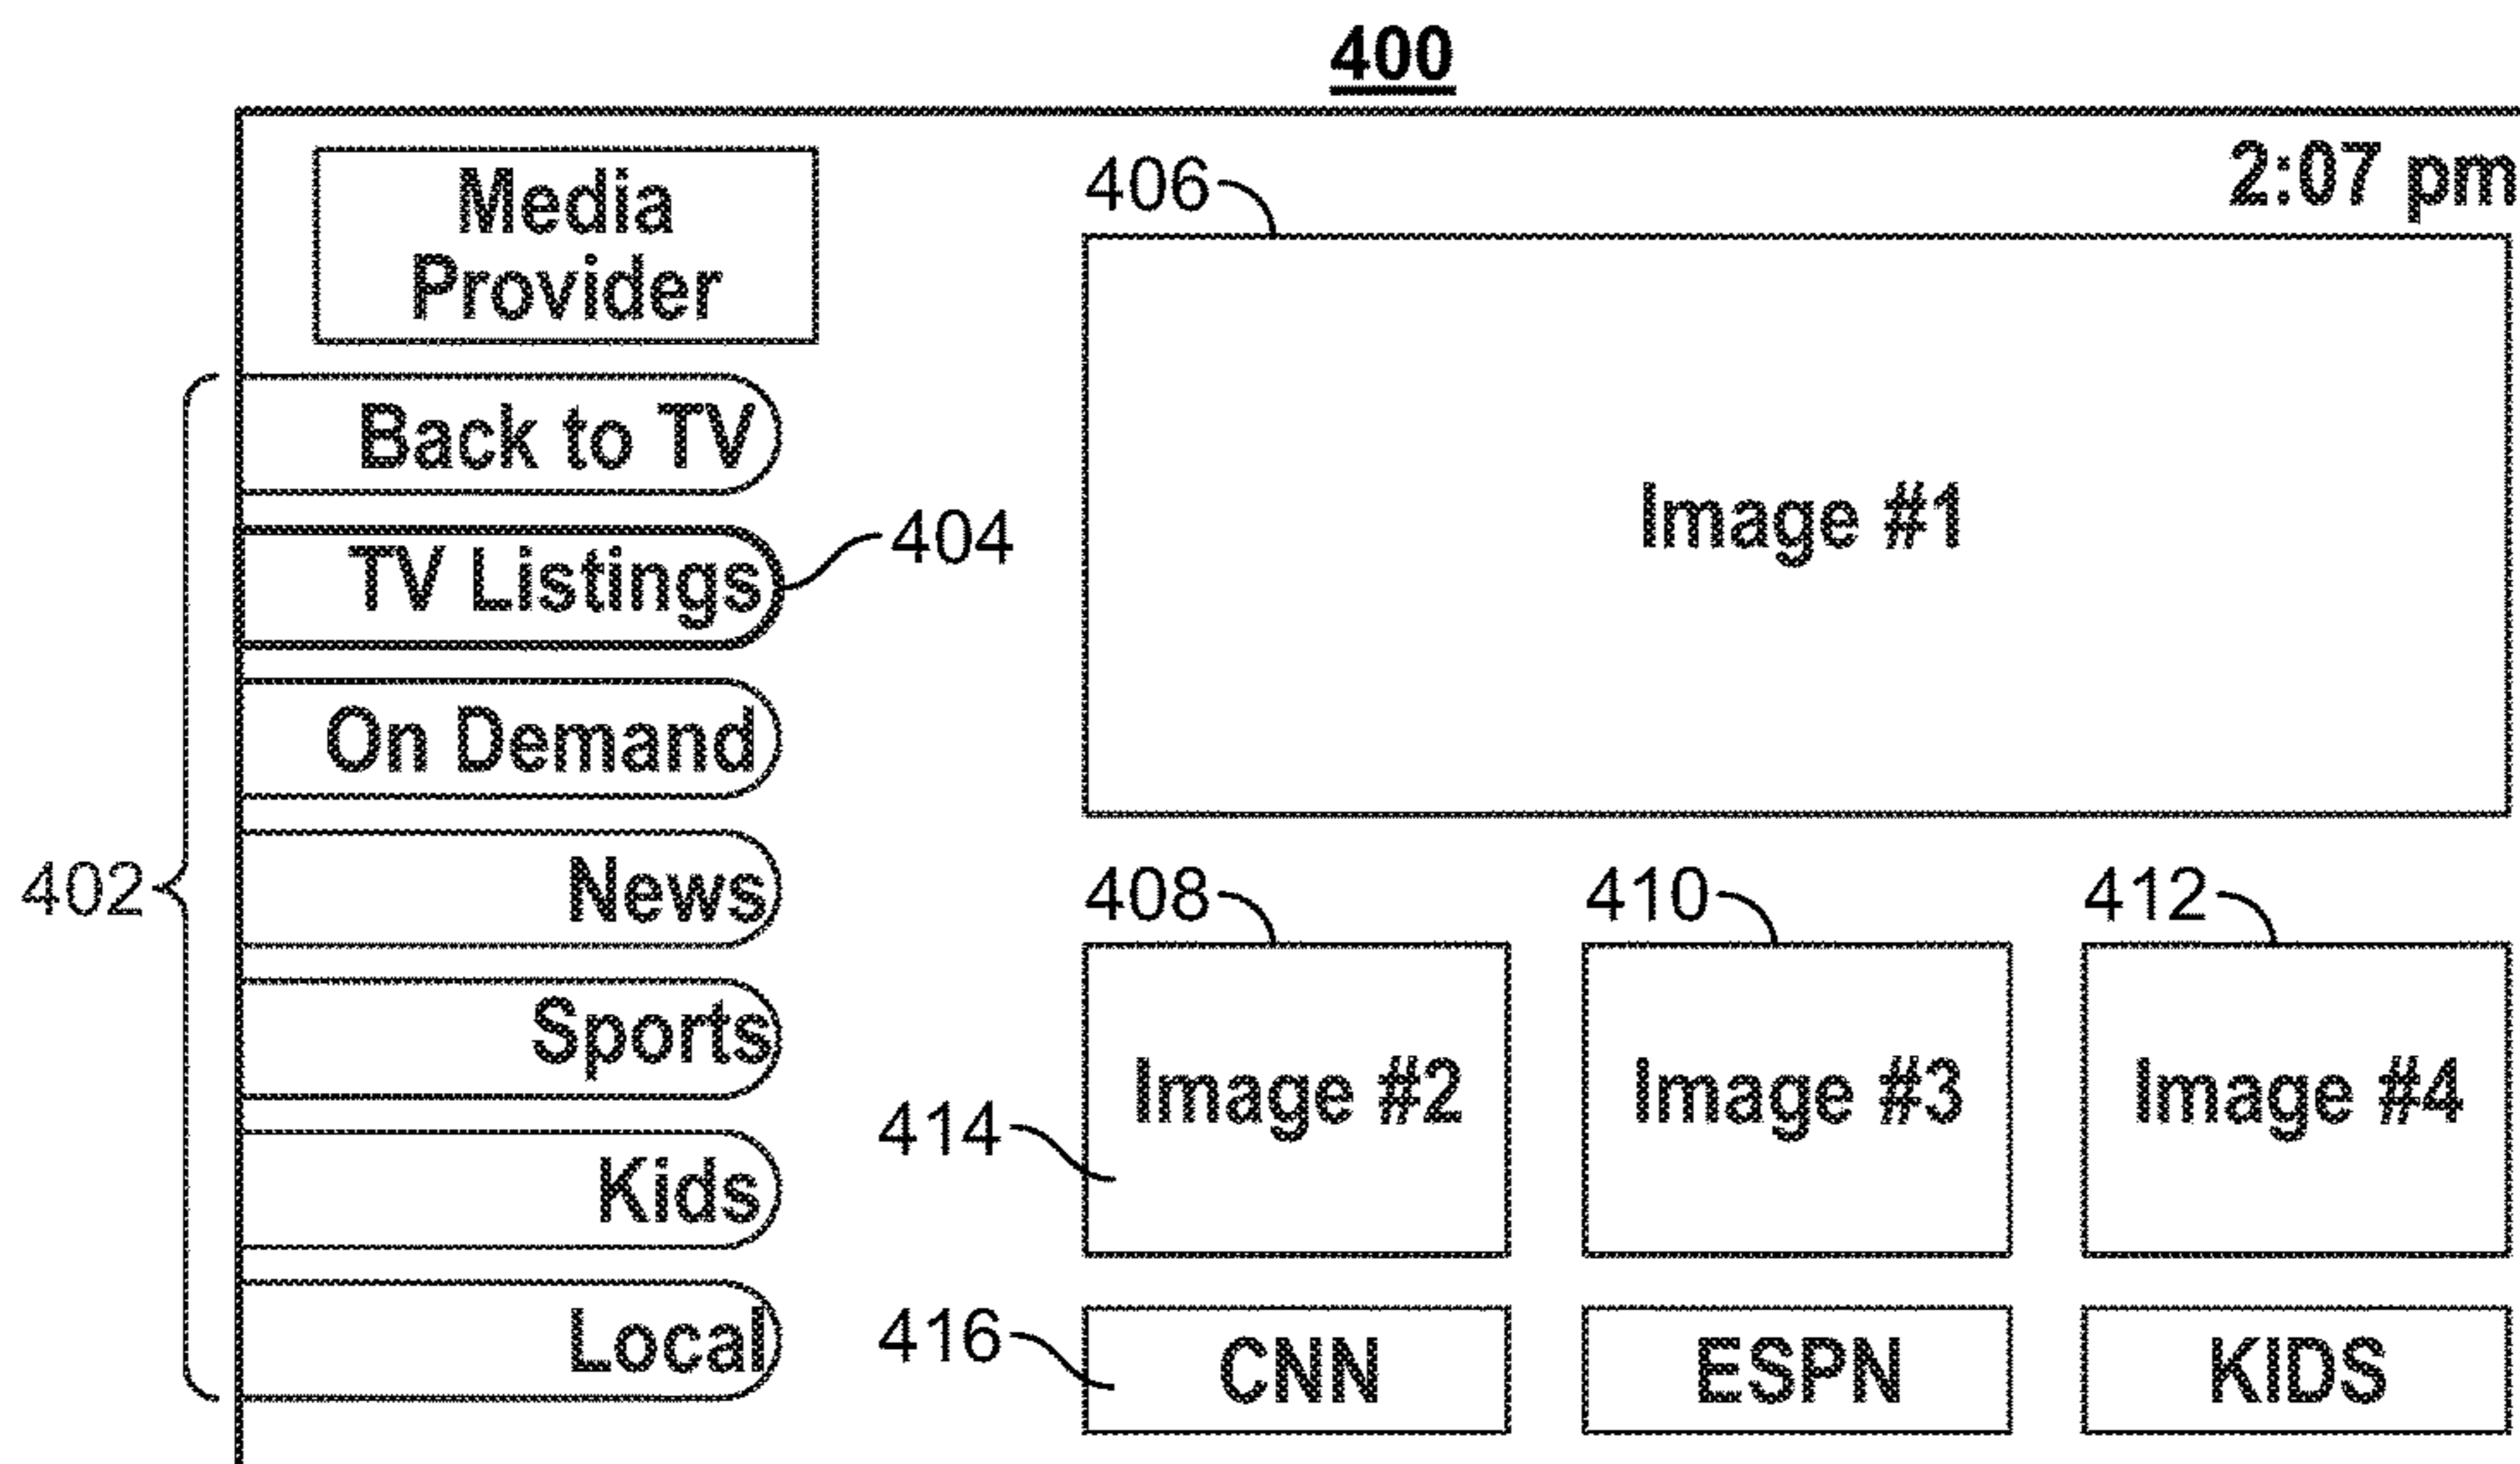 400
Media
Provider
2:07 pm
406
Back to TV
Image #1
TV Listings
404
On Demand
402
News
408
410
412
Sports
Image #2
Image #3
Image #4
414
Kids
Local
416
CNN
ESPN
KIDS